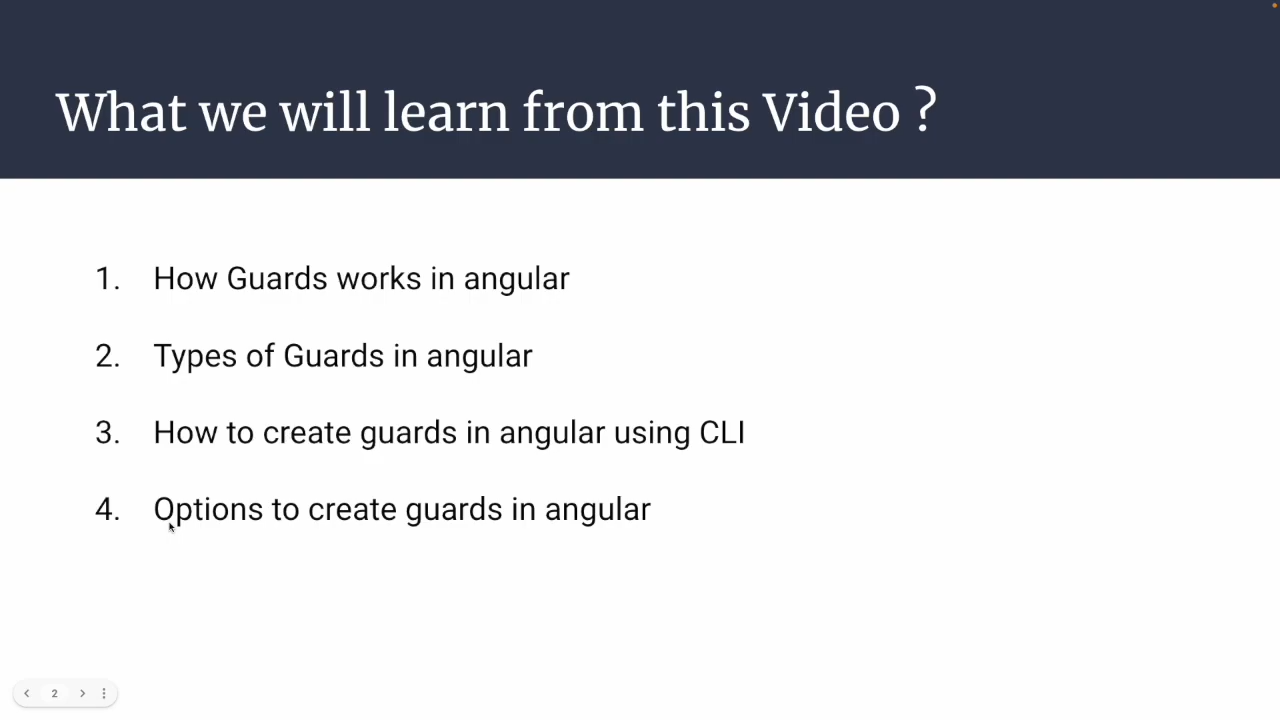 What we will learn from this Video ?
1. How Guards works in angular
2. Types of Guards in angular
3. How to create guards in angular using CLI
4. Options to create guards in angular
2